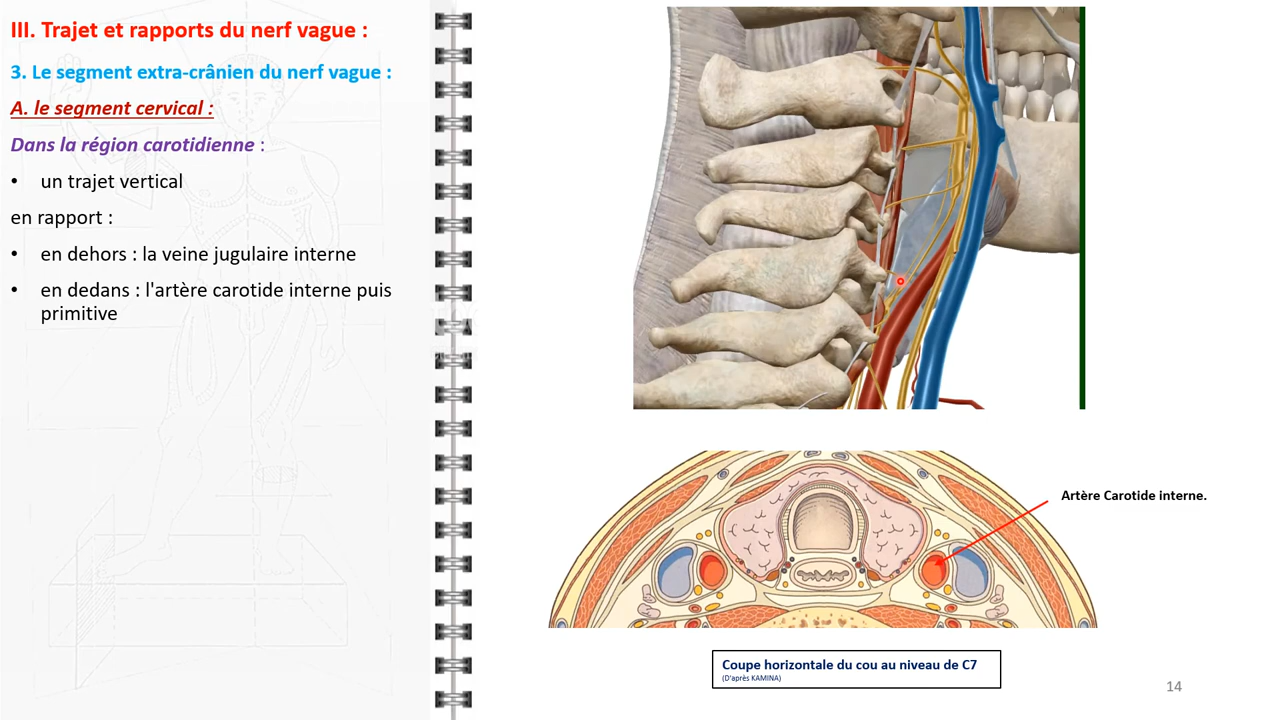 III. Trajet et rapports du nerf vague :
3. Le segment extra-crânien du nerf vague :
A. le segment cervical :
Dans la région carotidienne :
• un trajet vertical
en rapport :
• en dehors : la veine jugulaire interne
• en dedans : l'artère carotide interne puis
primitive
Artère Carotide interne.
Coupe horizontale du cou au niveau de C7
(D'après KAMINA)
14